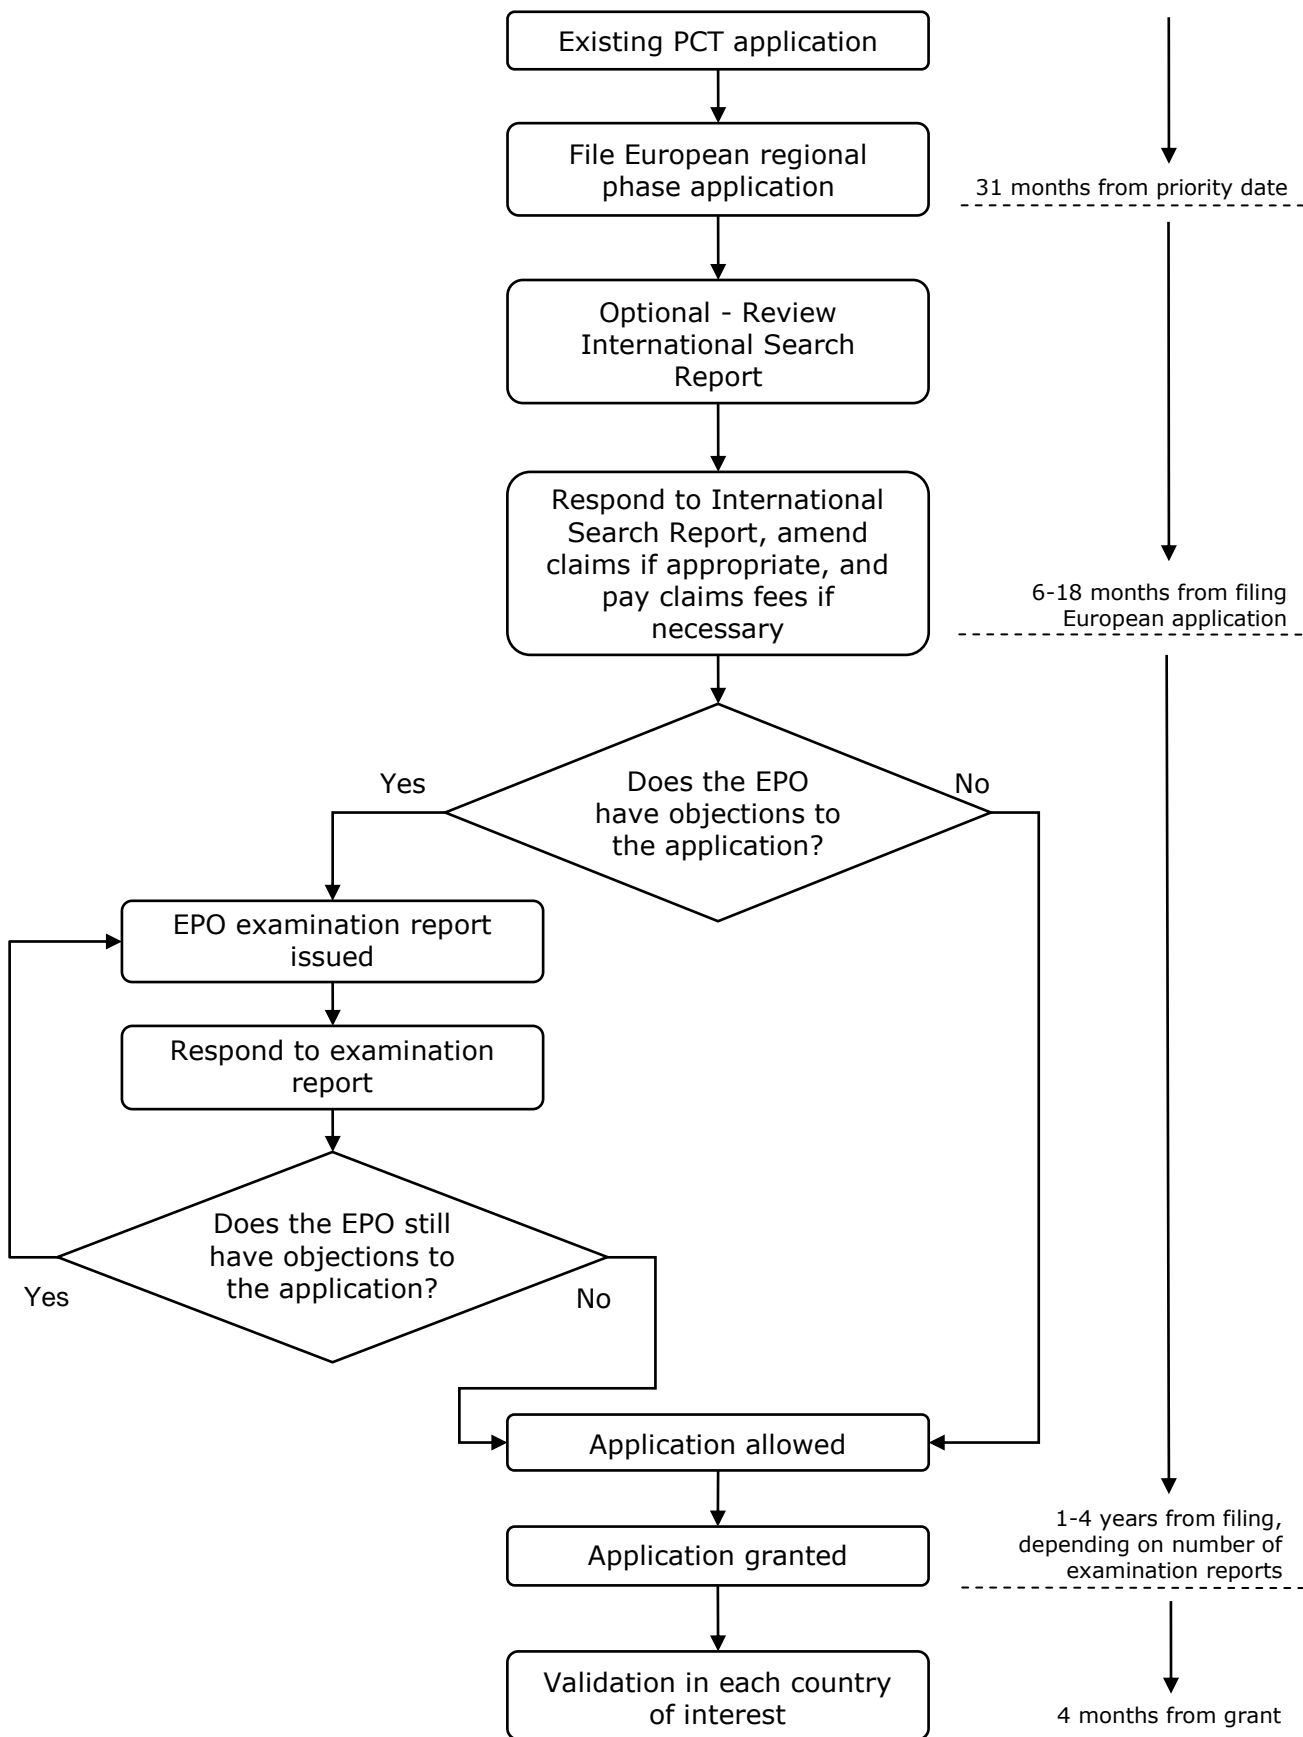 Existing PCT application
File European regional
phase application
31 months from priority date
Optional - Review
International Search
Report
Respond to International
Search Report, amend
claims if appropriate, and
pay claims fees if
necessary
6-18 months from filing
European application
Does the EPO
have objections to
the application?
Yes
No
EPO examination report
issued
Respond to examination
report
Does the EPO still
have objections to
the application?
Yes
No
Application allowed
Application granted
1-4 years from filing,
depending on number of
examination reports
Validation in each country
of interest
4 months from grant